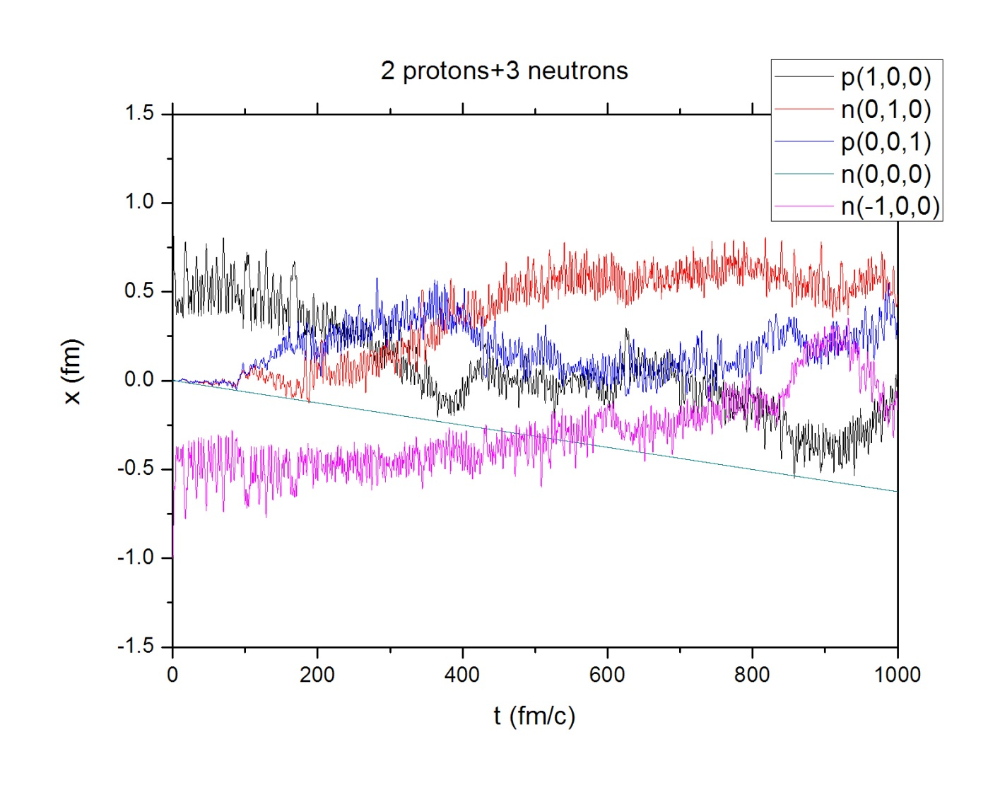 2 protons+3 neutrons
p(1,0,0)
n(0,1,0)
p(0,0,1)
n(0,0,0)
n(-1,0,0)
1.5
1.0
0.5
0.0
-0.5
-1.0
-1.5
x (fm)
0 200 400 600 800 1000
t (fm/c)